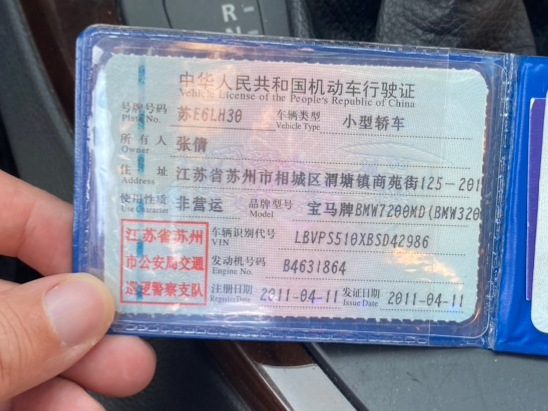 R
N
中华人民共和国机动车行驶证
Vehicle License of the People's Republic of China
号牌号码 苏E6LH30 车辆类型 小型轿车
Plate No. Vehicle Type
所有人 张倩
Owner
住址 江苏省苏州市相城区渭塘镇商苑街125-201
Address
使用性质 非营运 品牌型号 宝马牌BMW7200MD(BMW320
Use Character Model
江苏省苏州
市公安局交通
巡逻警察支队
车辆识别代号 LBVPS510XBSD42986
VIN
发动机号码 B4631864
Engine No.
注册日期 2011-04-11 发证日期 2011-04-11
Register Date Issue Date